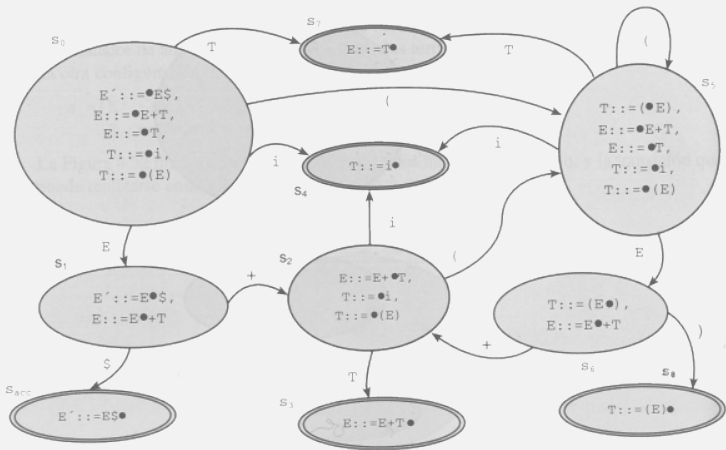 S₀
E´::=●E$,
E::=●E+T,
E::=●T,
T::=●i,
T::=●(E)
T
S₇
E::=T●
T
(
S₅
T::=(●E),
E::=●E+T,
E::=●T,
T::=●i,
T::=●(E)
(
i
T::=i●
S₄
i
E
S₁
E´::=E●$,
E::=E●+T
+
S₂
E::=E+●T,
T::=●i,
T::=●(E)
i
(
E
T::=(E●),
E::=E●+T
S₆
+
)
$
Sacc
E´::=E$●
T
S₃
E::=E+T●
S₈
T::=(E)●